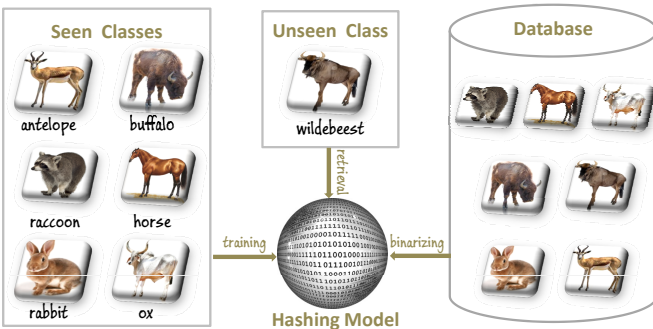 Seen Classes
antelope
buffalo
raccoon
horse
rabbit
ox
Unseen Class
wildebeest
Database
retrieval
training
binarizing
Hashing Model